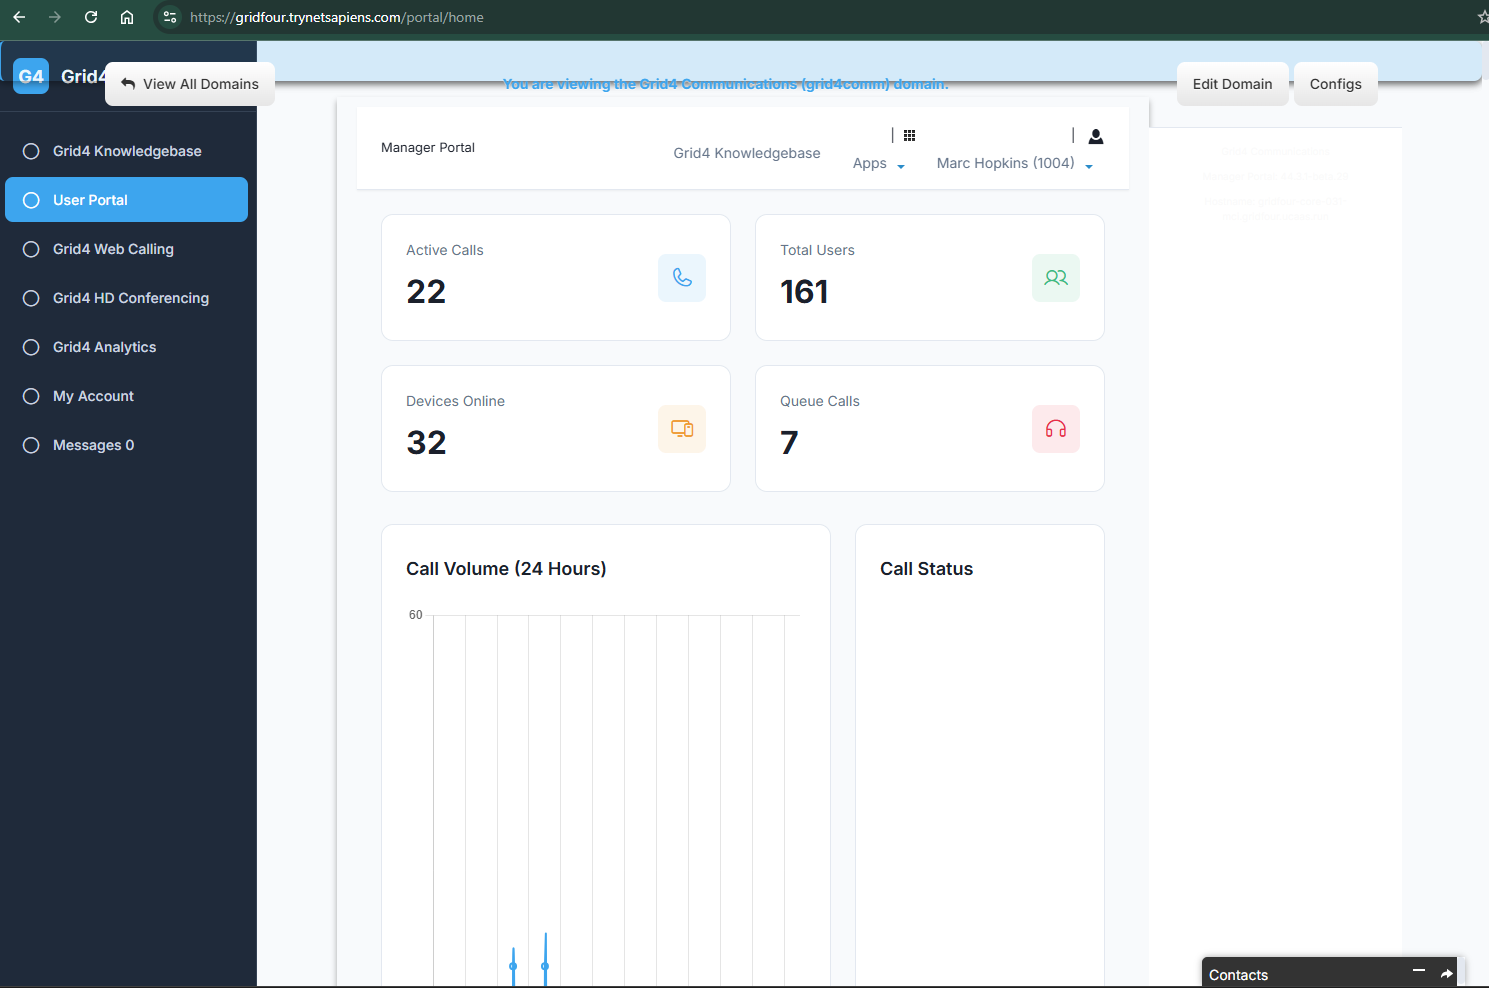 https://gridfour.trynetsapiens.com/portal/home
G4 Grid4
View All Domains
You are viewing the Grid4 Communications (grid4comm) domain.
Edit Domain
Configs
Grid4 Knowledgebase
User Portal
Grid4 Web Calling
Grid4 HD Conferencing
Grid4 Analytics
My Account
Messages 0
Manager Portal
Grid4 Knowledgebase
Apps
Marc Hopkins (1004)
Active Calls
22
Total Users
161
Devices Online
32
Queue Calls
7
Call Volume (24 Hours)
60
Call Status
Contacts